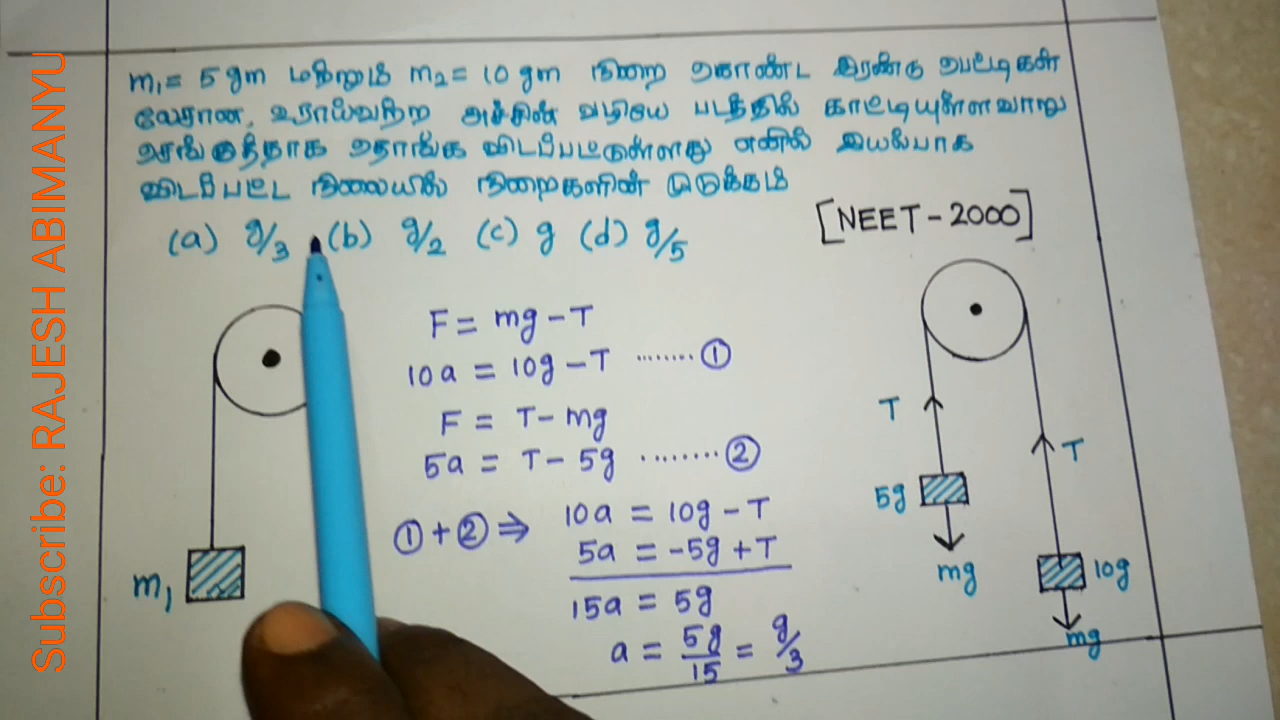 m₁ = 5 gm மற்றும் m₂ = 10 gm நிறை கொண்ட இரண்டு பெட்டிகள்
லேசான, உராய்வற்ற அச்சின் வழியே படத்தில் காட்டியுள்ளவாறு
செங்குத்தாக தொங்க விடப்பட்டுள்ளது எனில் இயல்பாக
விடப்பட்ட நிலையில் நிறைகளின் முடுக்கம்
(a) g/3 (b) g/2 (c) g (d) g/5
[NEET - 2000]
F = mg - T
10a = 10g - T ........ ①
F = T - mg
5a = T - 5g ........ ②
① + ② ⇒ 10a = 10g - T
5a = -5g + T
15a = 5g
a = 5g/15 = g/3
m₁
T
T
5g
mg
10g
mg
Subscribe: RAJESH ABIMANYU